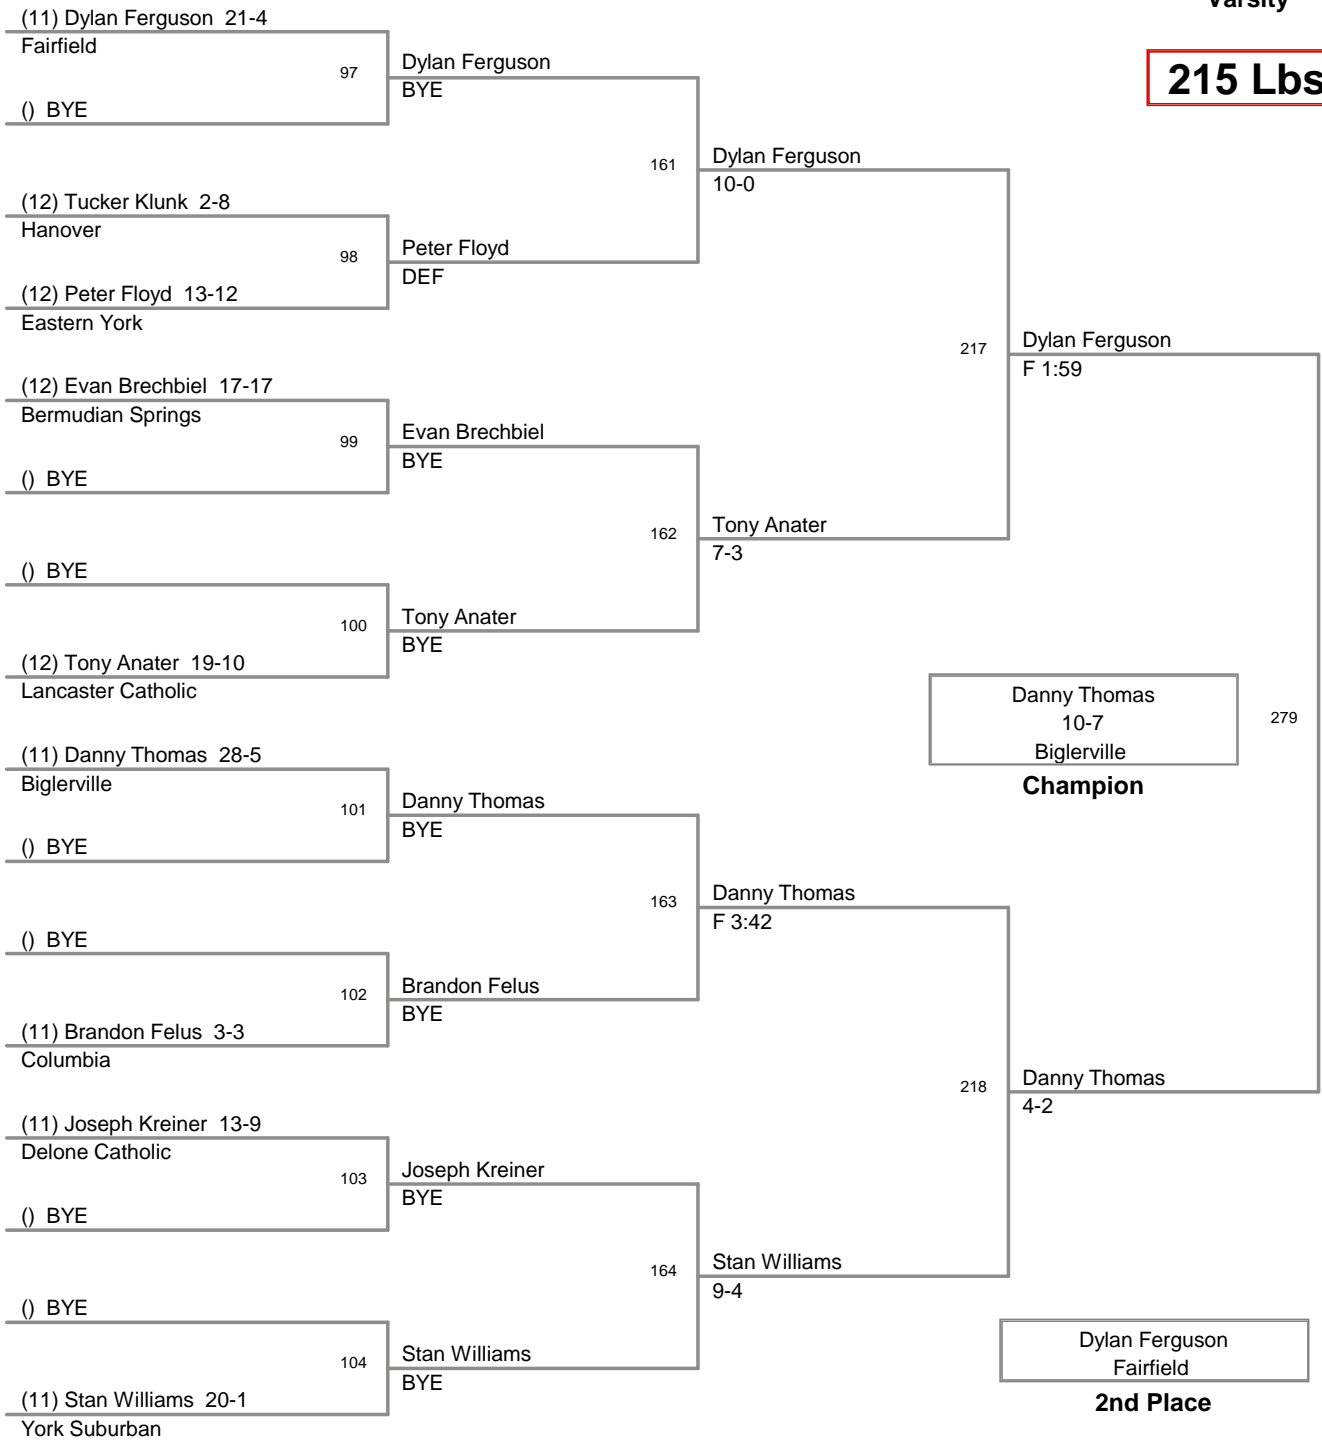 Varsity
215 Lbs
(11) Dylan Ferguson 21-4
Fairfield
97
() BYE
Dylan Ferguson
BYE
(12) Tucker Klunk 2-8
Hanover
98
(12) Peter Floyd 13-12
Eastern York
Peter Floyd
DEF
161
Dylan Ferguson
10-0
(12) Evan Brechbiel 17-17
Bermudian Springs
99
() BYE
Evan Brechbiel
BYE
() BYE
100
(12) Tony Anater 19-10
Lancaster Catholic
Tony Anater
BYE
162
Tony Anater
7-3
217
Dylan Ferguson
F 1:59
(11) Danny Thomas 28-5
Biglerville
101
() BYE
Danny Thomas
BYE
() BYE
102
(11) Brandon Felus 3-3
Columbia
Brandon Felus
BYE
163
Danny Thomas
F 3:42
(11) Joseph Kreiner 13-9
Delone Catholic
103
() BYE
Joseph Kreiner
BYE
() BYE
104
(11) Stan Williams 20-1
York Suburban
Stan Williams
BYE
164
Stan Williams
9-4
218
Danny Thomas
4-2
279
Danny Thomas
10-7
Biglerville
Champion
Dylan Ferguson
Fairfield
2nd Place